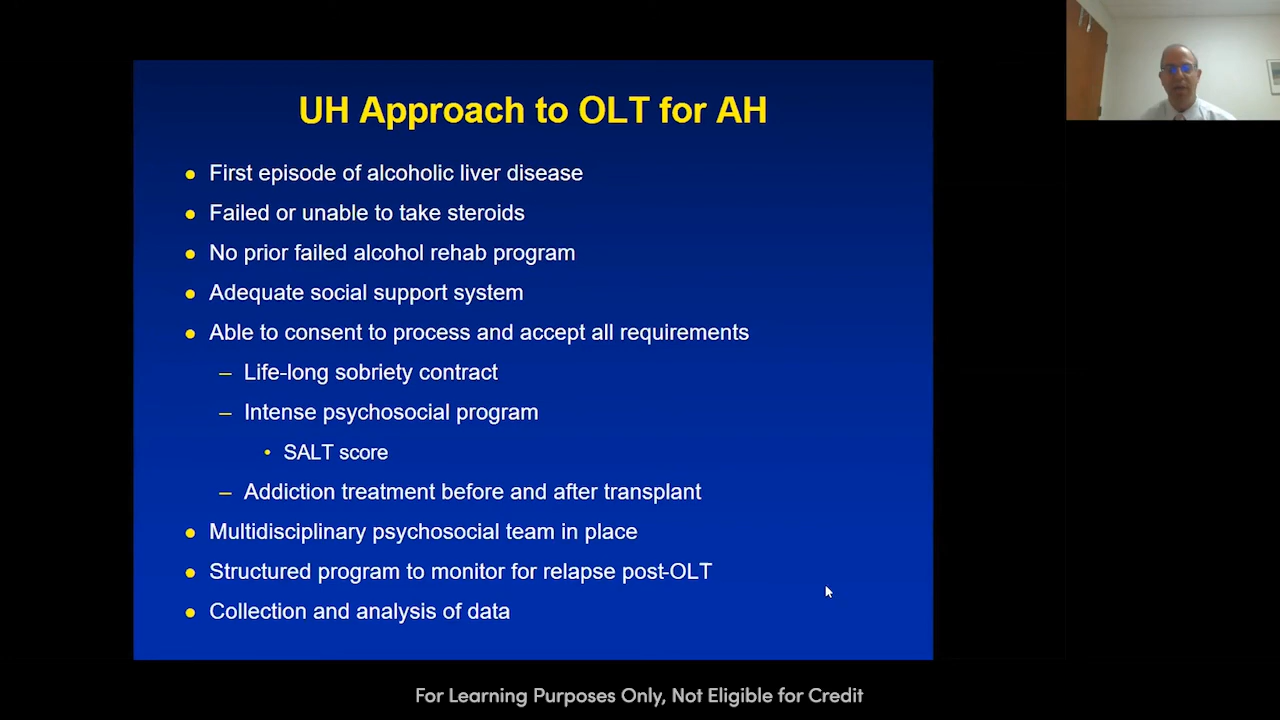 UH Approach to OLT for AH
• First episode of alcoholic liver disease
• Failed or unable to take steroids
• No prior failed alcohol rehab program
• Adequate social support system
• Able to consent to process and accept all requirements
– Life-long sobriety contract
– Intense psychosocial program
• SALT score
– Addiction treatment before and after transplant
• Multidisciplinary psychosocial team in place
• Structured program to monitor for relapse post-OLT
• Collection and analysis of data
For Learning Purposes Only, Not Eligible for Credit